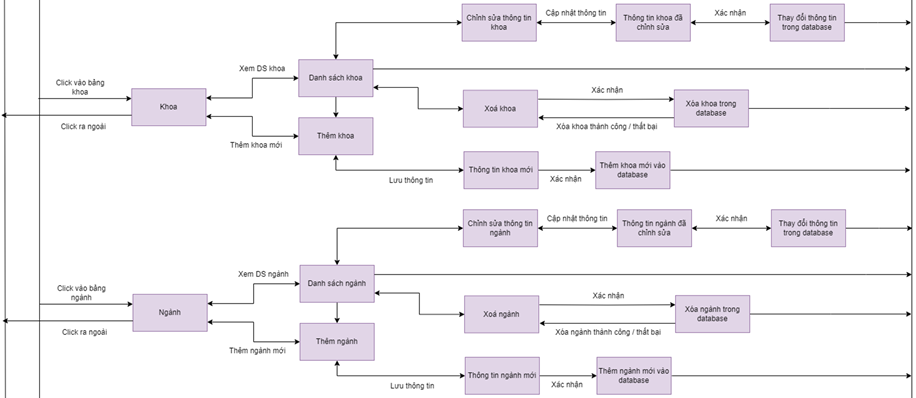 Chỉnh sửa thông tin
khoa
Cập nhật thông tin
Thông tin khoa đã
chỉnh sửa
Xác nhận
Thay đổi thông tin
trong database
Click vào bảng
khoa
Xem DS khoa
Danh sách khoa
Khoa
Click ra ngoài
Thêm khoa mới
Thêm khoa
Xoá khoa
Xác nhận
Xóa khoa thành công / thất bại
Xóa khoa trong
database
Lưu thông tin
Thông tin khoa mới
Xác nhận
Thêm khoa mới vào
database
Chỉnh sửa thông tin
ngành
Cập nhật thông tin
Thông tin ngành đã
chỉnh sửa
Xác nhận
Thay đổi thông tin
trong database
Click vào bảng
ngành
Xem DS ngành
Danh sách ngành
Ngành
Click ra ngoài
Thêm ngành mới
Thêm ngành
Xoá ngành
Xác nhận
Xóa ngành thành công / thất bại
Xóa ngành trong
database
Lưu thông tin
Thông tin ngành mới
Xác nhận
Thêm ngành mới vào
database